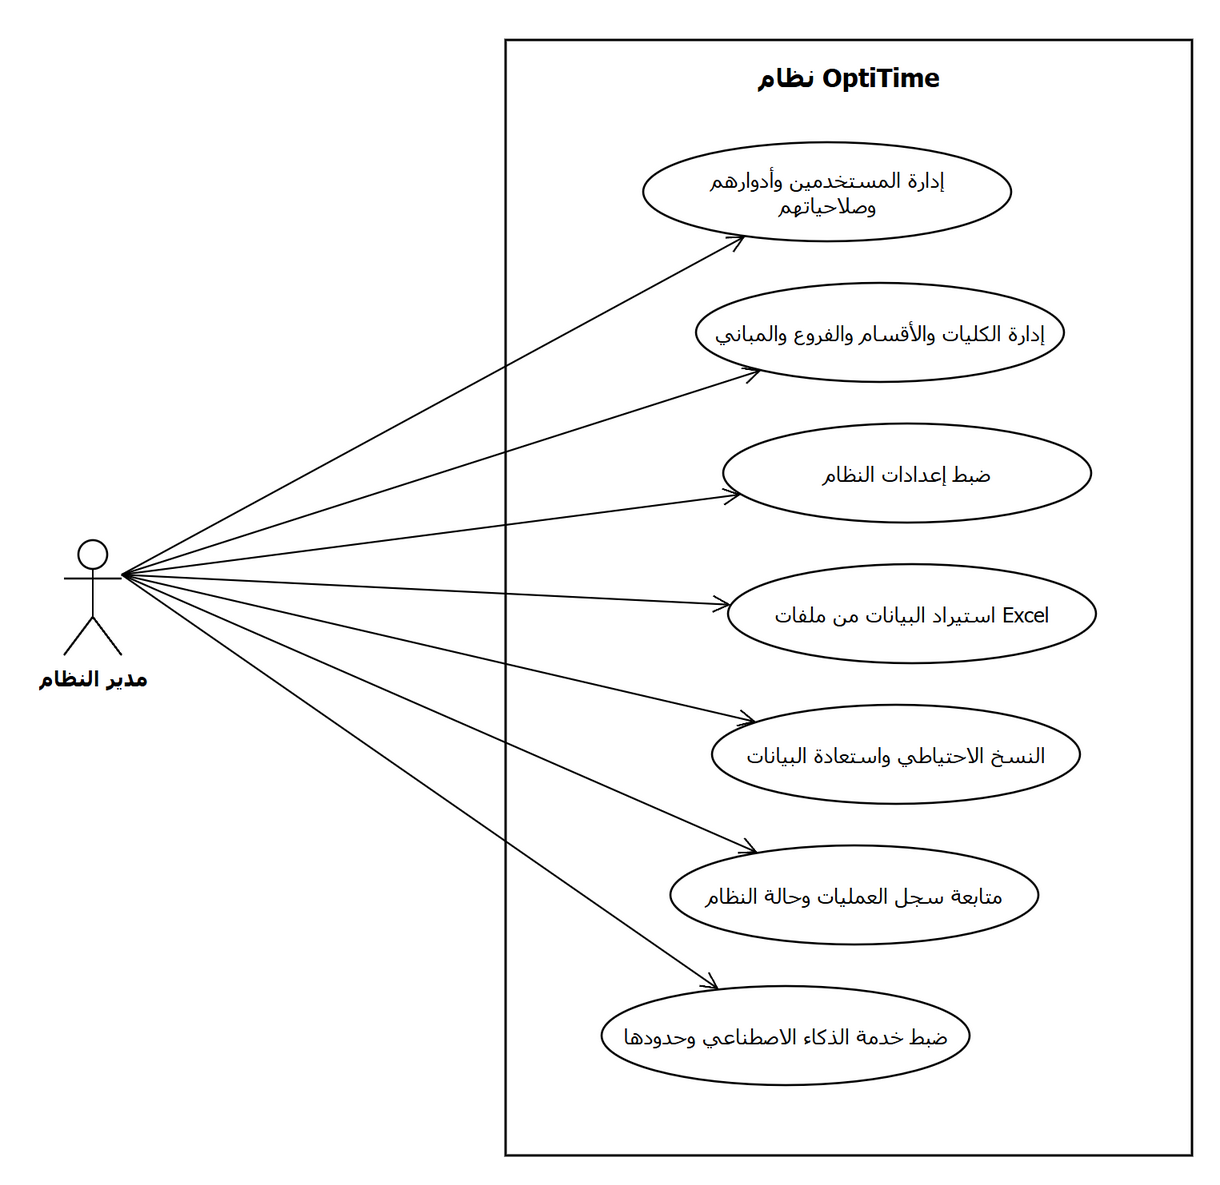 نظام OptiTime
إدارة المستخدمين وأدوارهم
وصلاحياتهم
إدارة الكليات والأقسام والفروع والمباني
ضبط إعدادات النظام
استيراد البيانات من ملفات Excel
النسخ الاحتياطي واستعادة البيانات
متابعة سجل العمليات وحالة النظام
ضبط خدمة الذكاء الاصطناعي وحدودها
مدير النظام